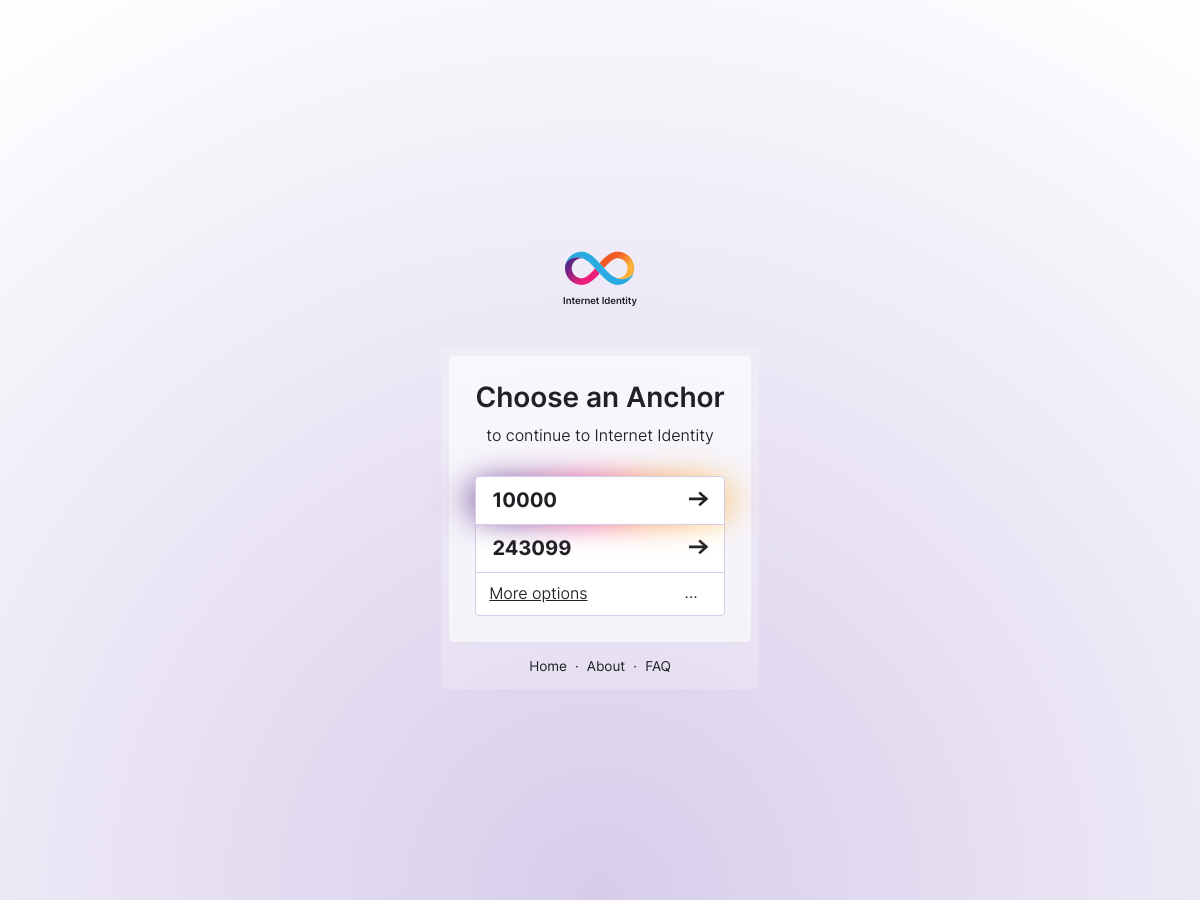 Internet Identity
Choose an Anchor
to continue to Internet Identity
10000
243099
More options ...
Home · About · FAQ